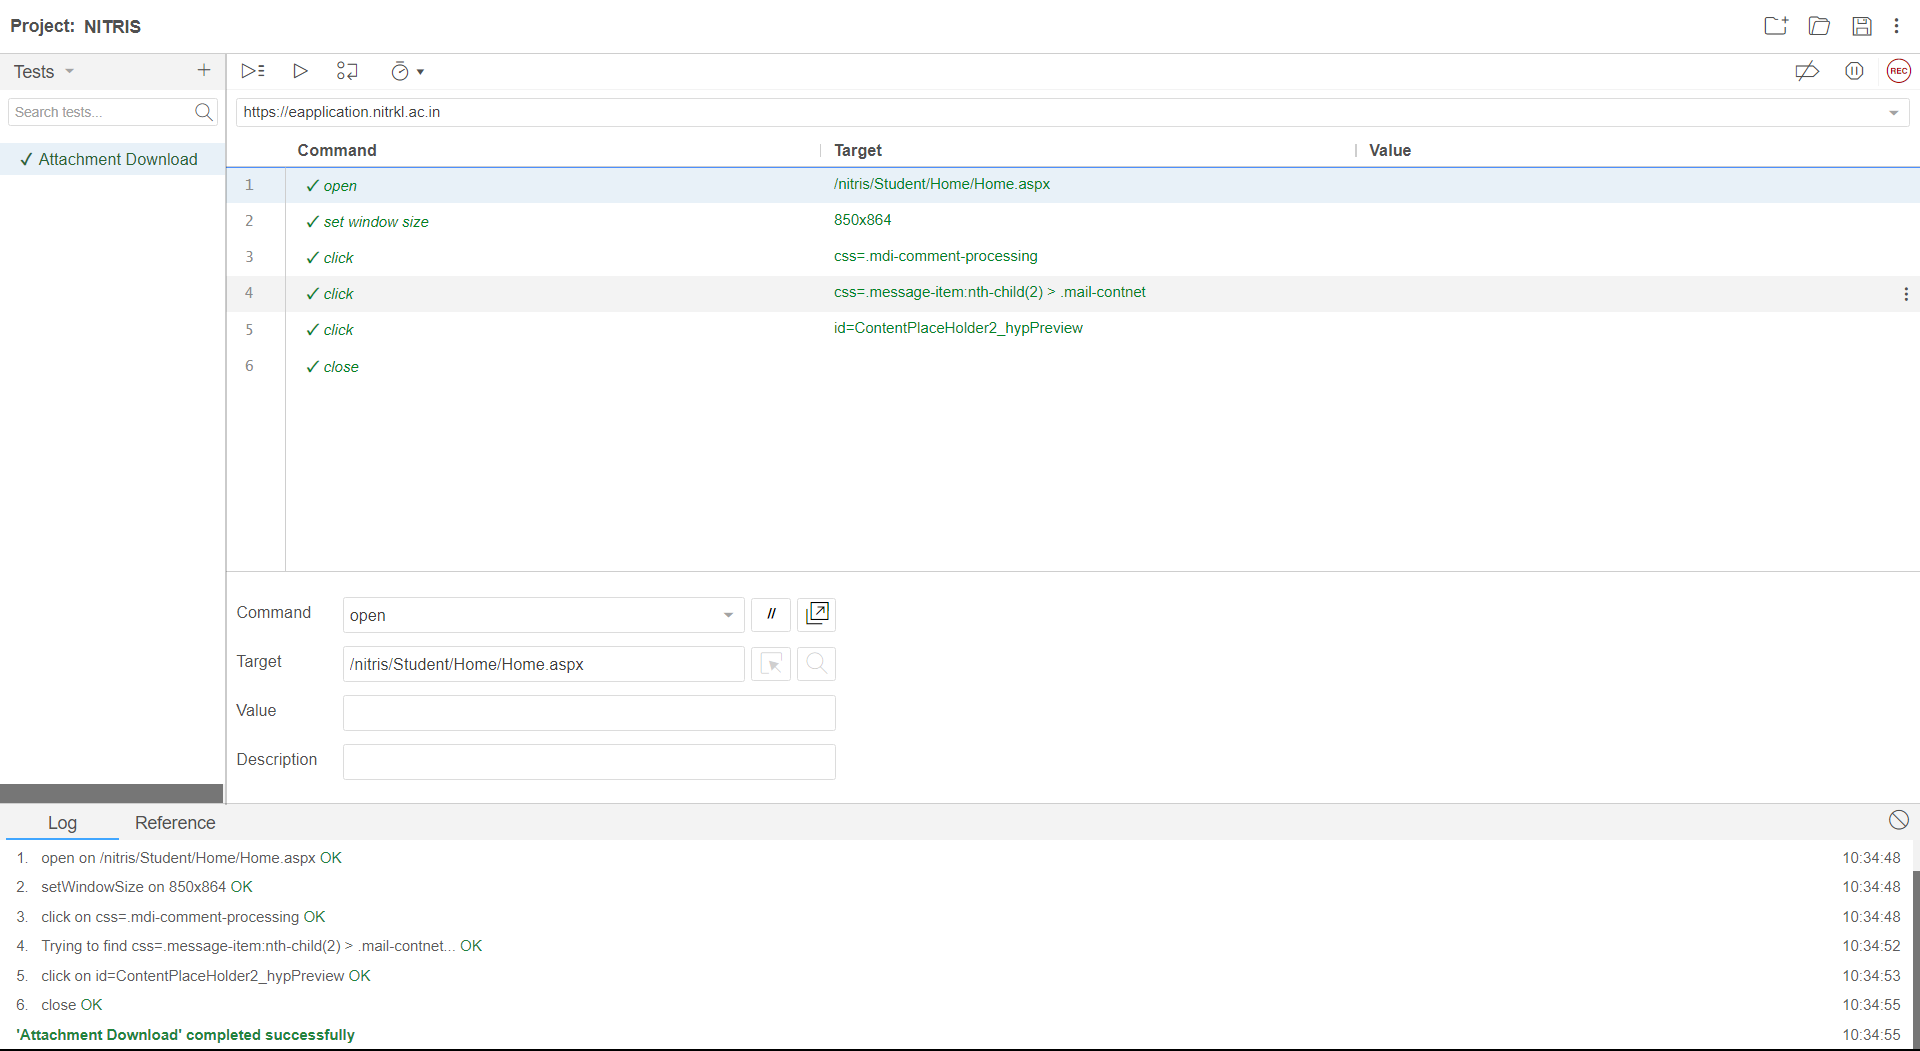 Project: NITRIS
Tests
Search tests...
✓ Attachment Download
REC
https://eapplication.nitrkl.ac.in
Command Target Value
1 ✓ open /nitris/Student/Home/Home.aspx
2 ✓ set window size 850x864
3 ✓ click css=.mdi-comment-processing
4 ✓ click css=.message-item:nth-child(2) > .mail-contnet
5 ✓ click id=ContentPlaceHolder2_hypPreview
6 ✓ close
Command open //
Target /nitris/Student/Home/Home.aspx
Value
Description
Log Reference
1. open on /nitris/Student/Home/Home.aspx OK 10:34:48
2. setWindowSize on 850x864 OK 10:34:48
3. click on css=.mdi-comment-processing OK 10:34:48
4. Trying to find css=.message-item:nth-child(2) > .mail-contnet... OK 10:34:52
5. click on id=ContentPlaceHolder2_hypPreview OK 10:34:53
6. close OK 10:34:55
'Attachment Download' completed successfully 10:34:55